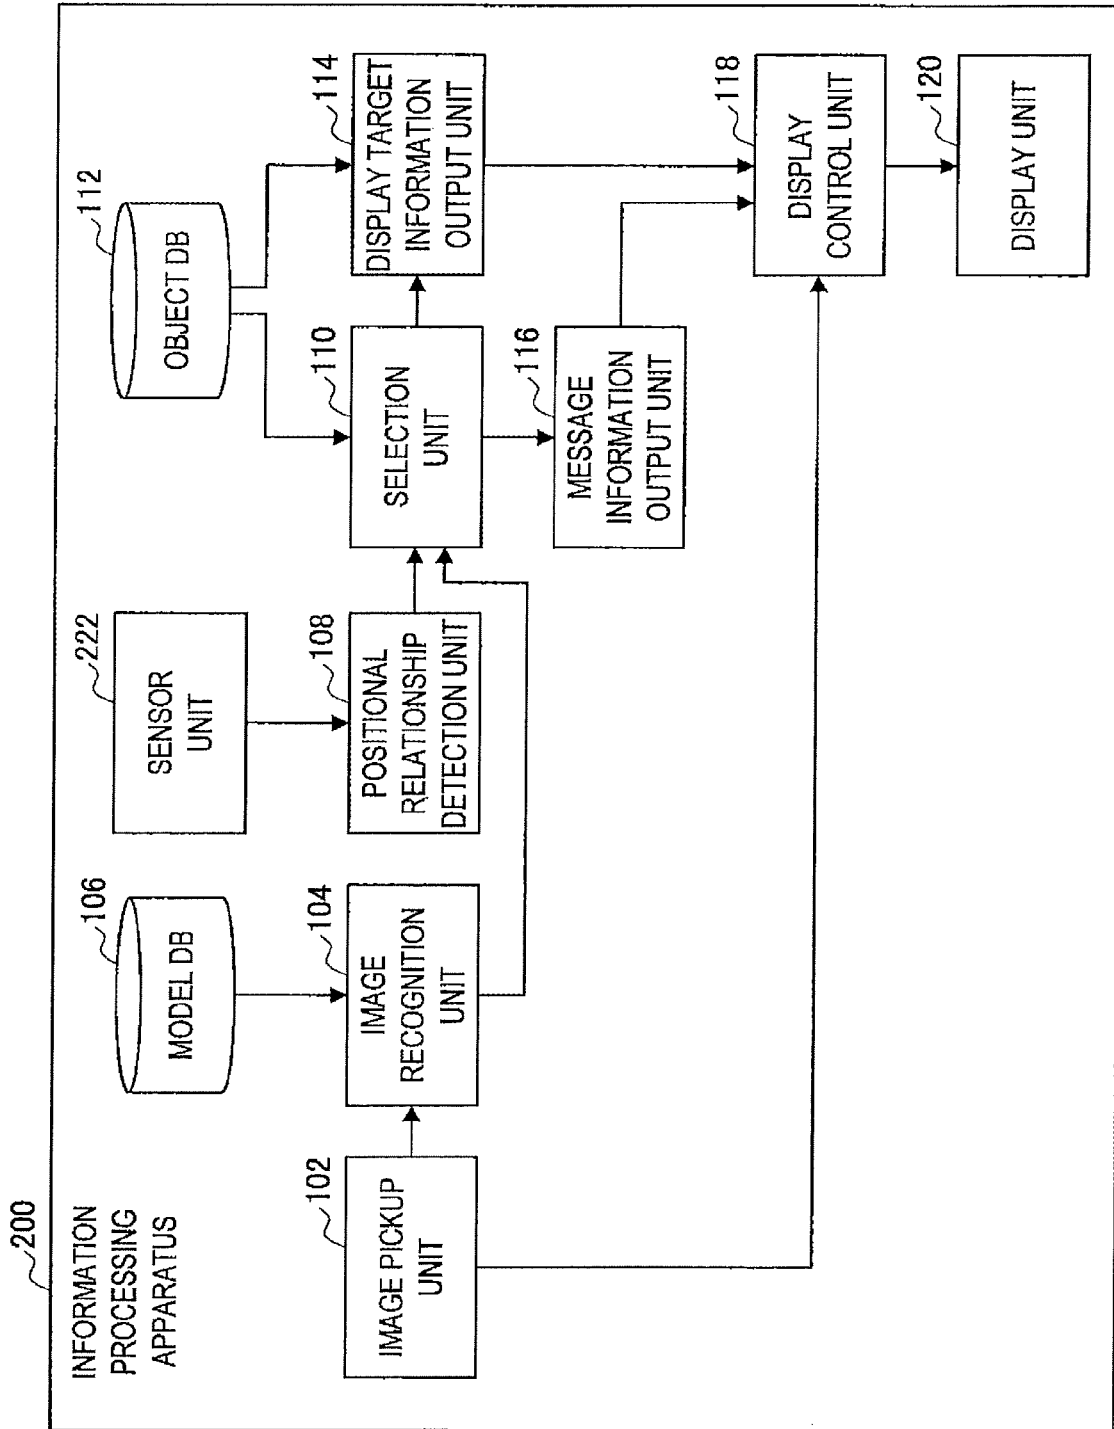 200
INFORMATION
PROCESSING
APPARATUS
106
MODEL DB
222
SENSOR
UNIT
112
OBJECT DB
102
IMAGE PICKUP
UNIT
104
IMAGE
RECOGNITION
UNIT
108
POSITIONAL
RELATIONSHIP
DETECTION UNIT
110
SELECTION
UNIT
114
DISPLAY TARGET
INFORMATION
OUTPUT UNIT
116
MESSAGE
INFORMATION
OUTPUT UNIT
118
DISPLAY
CONTROL UNIT
120
DISPLAY UNIT